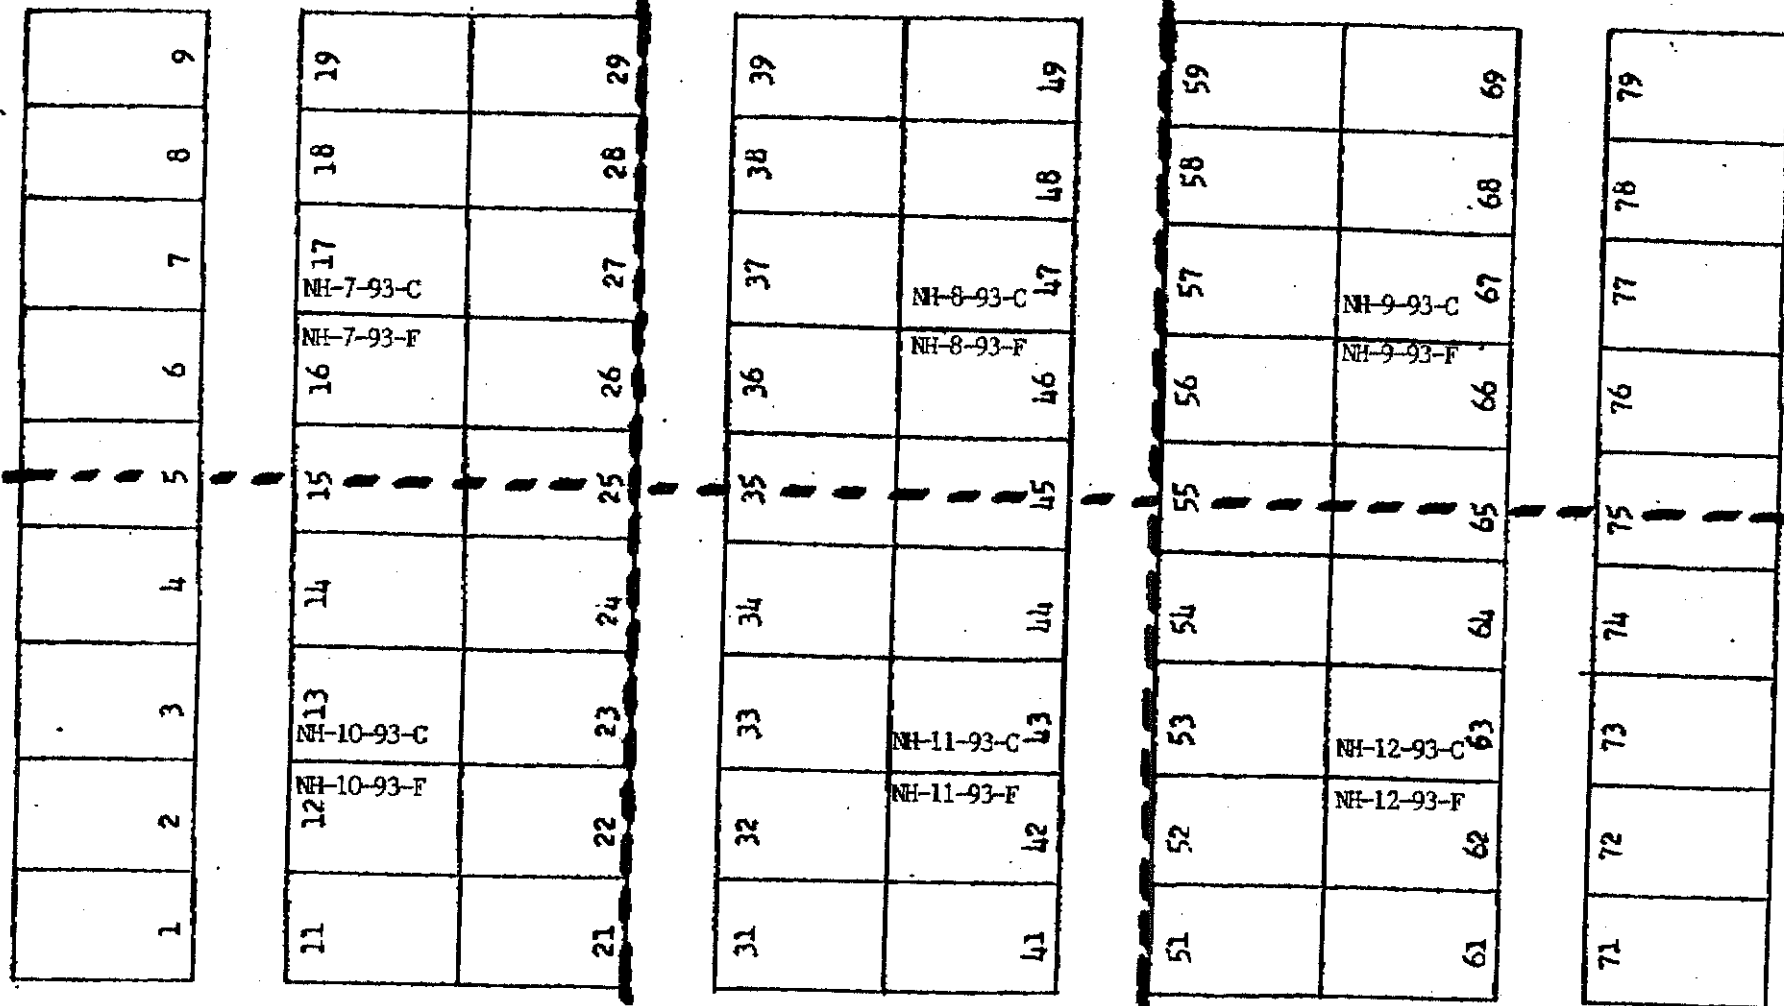 9 19 29 39 49 59 69 79
8 18 28 38 48 58 68 78
7 17 27 37 47 57 67 77
NH-7-93-C NH-8-93-C NH-9-93-C
NH-7-93-F NH-8-93-F NH-9-93-F
6 16 26 36 46 56 66 76
5 15 25 35 45 55 65 75
4 14 24 34 44 54 64 74
3 13 23 33 43 53 63 73
NH-10-93-C NH-11-93-C NH-12-93-C
NH-10-93-F NH-11-93-F NH-12-93-F
2 12 22 32 42 52 62 72
1 11 21 31 41 51 61 71